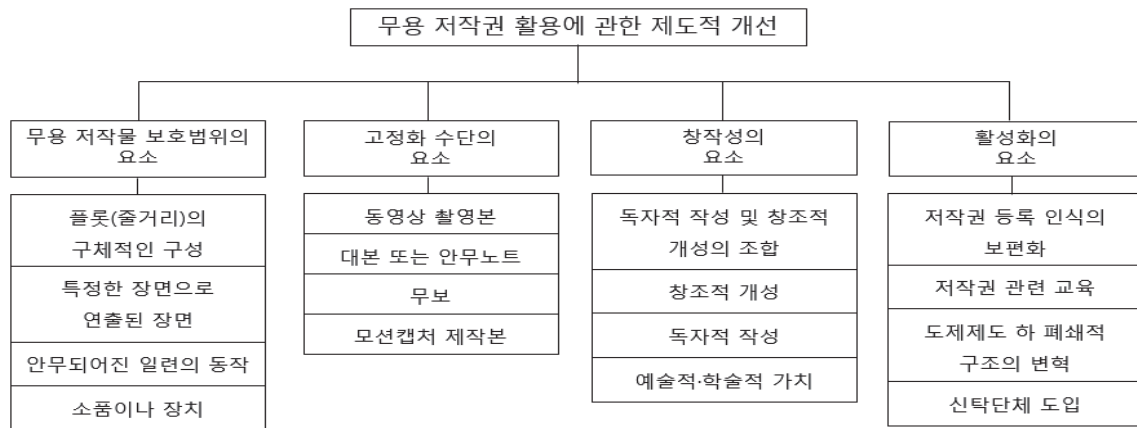 무용 저작권 활용에 관한 제도적 개선
무용 저작물 보호범위의
요소
플롯(줄거리)의
구체적인 구성
특정한 장면으로
연출된 장면
안무되어진 일련의 동작
소품이나 장치
고정화 수단의
요소
동영상 촬영본
대본 또는 안무노트
무보
모션캡처 제작본
창작성의
요소
독자적 작성 및 창조적
개성의 조합
창조적 개성
독자적 작성
예술적·학술적 가치
활성화의
요소
저작권 등록 인식의
보편화
저작권 관련 교육
도제제도 하 폐쇄적
구조의 변혁
신탁단체 도입